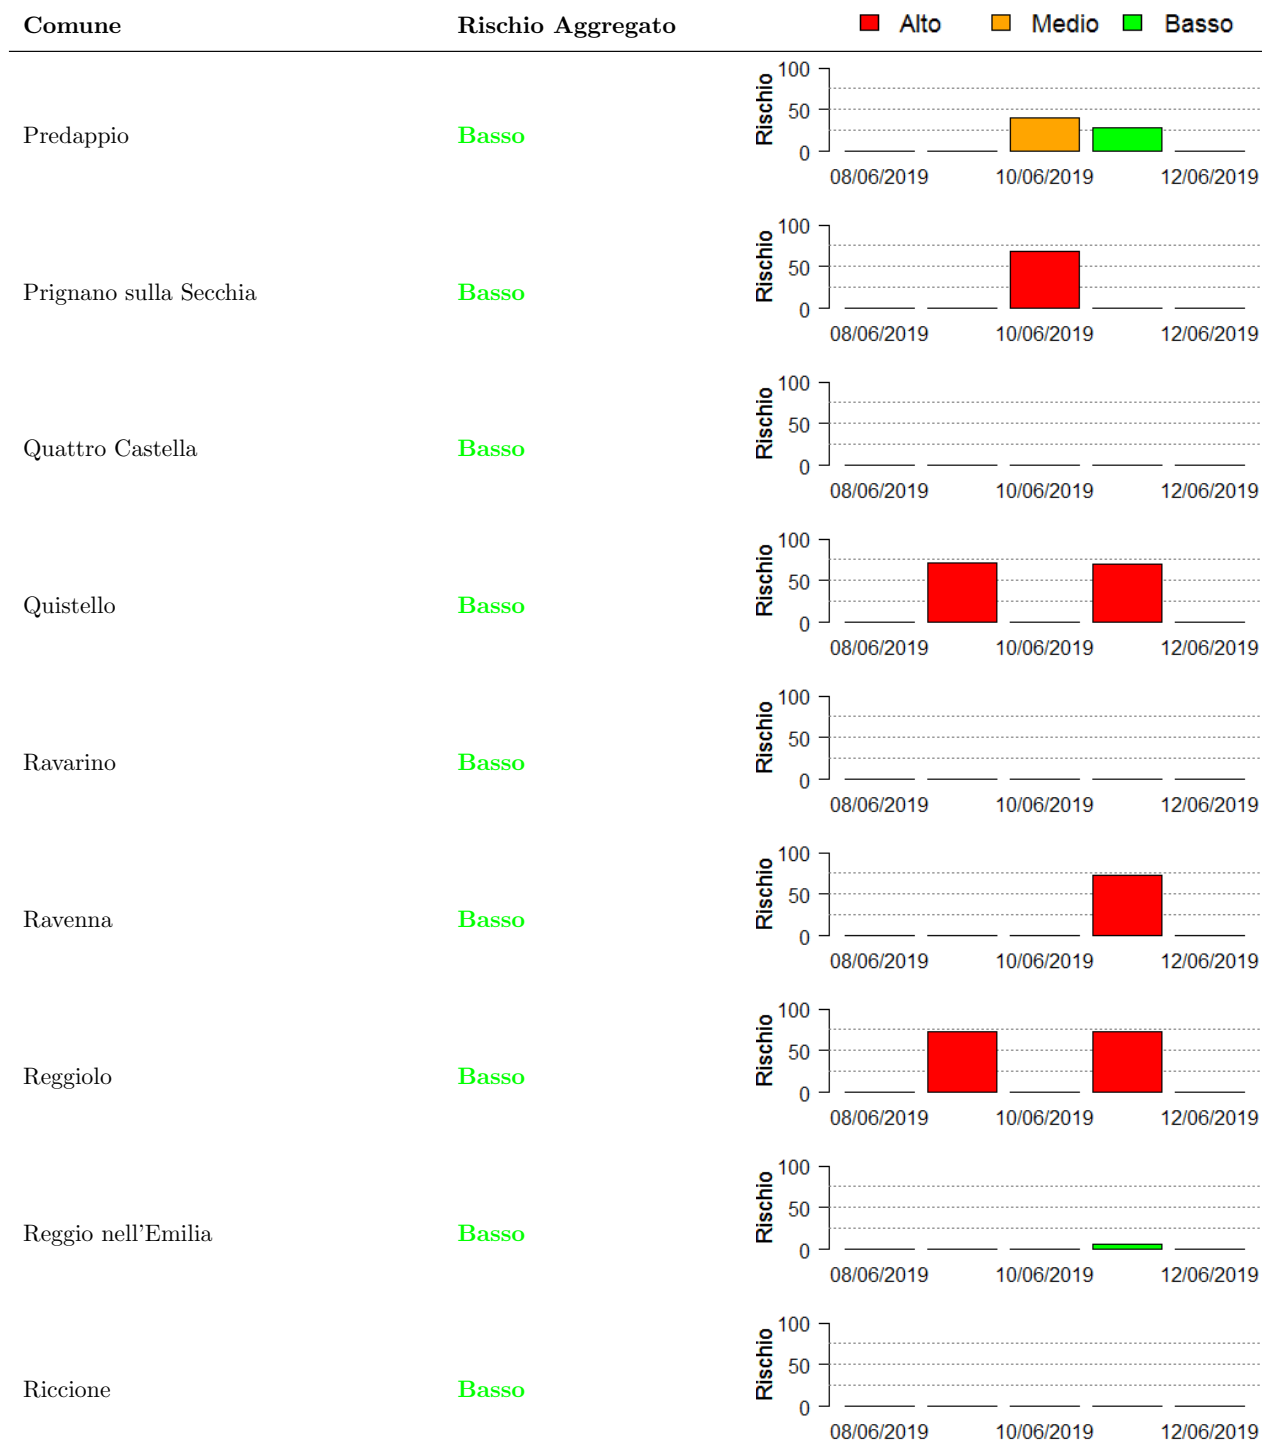 Comune Rischio Aggregato Alto Medio Basso
Predappio Basso Rischio 100 50 0
08/06/2019 10/06/2019 12/06/2019
Prignano sulla Secchia Basso Rischio 100 50 0
08/06/2019 10/06/2019 12/06/2019
Quattro Castella Basso Rischio 100 50 0
08/06/2019 10/06/2019 12/06/2019
Quistello Basso Rischio 100 50 0
08/06/2019 10/06/2019 12/06/2019
Ravarino Basso Rischio 100 50 0
08/06/2019 10/06/2019 12/06/2019
Ravenna Basso Rischio 100 50 0
08/06/2019 10/06/2019 12/06/2019
Reggiolo Basso Rischio 100 50 0
08/06/2019 10/06/2019 12/06/2019
Reggio nell'Emilia Basso Rischio 100 50 0
08/06/2019 10/06/2019 12/06/2019
Riccione Basso Rischio 100 50 0
08/06/2019 10/06/2019 12/06/2019